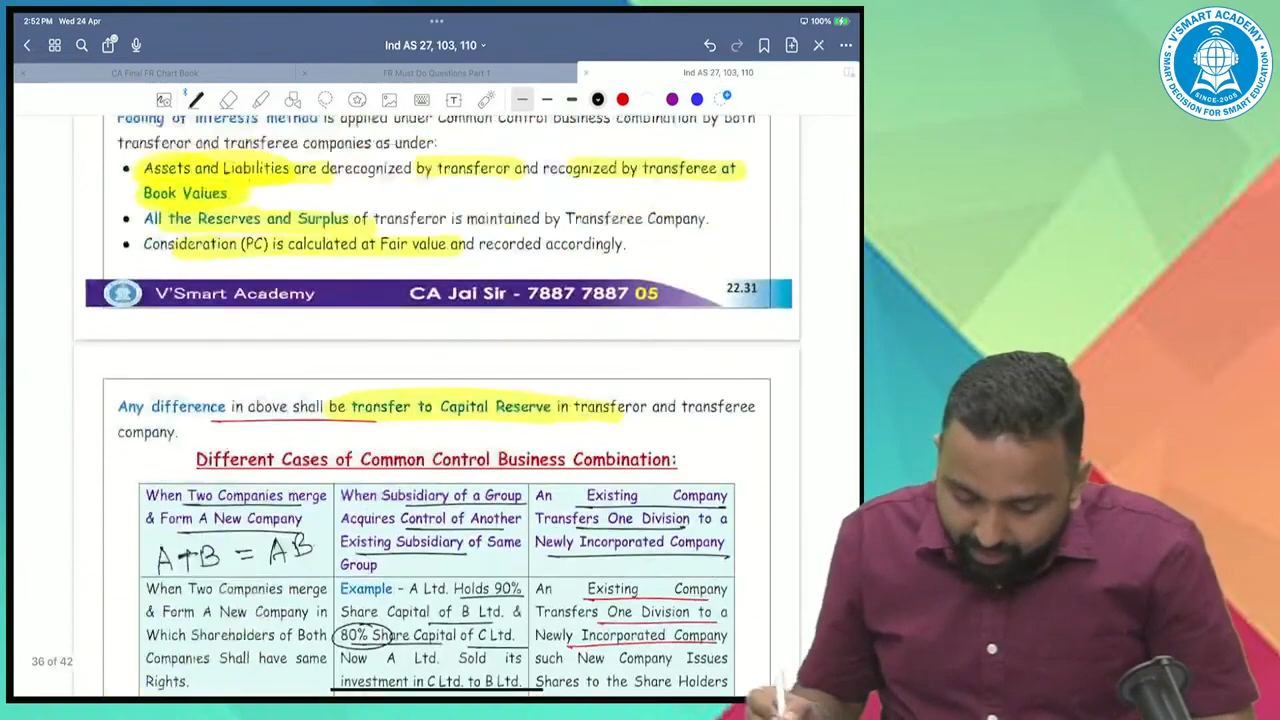 2:52 PM Wed 24 Apr
100%
Ind AS 27, 103, 110
CA Final FR Chart Book
FR Must Do Questions Part 1
Ind AS 27, 103, 110
Pooling of interests method is applied under Common Control business combination by both
transferor and transferee companies as under:
• Assets and Liabilities are derecognized by transferor and recognized by transferee at
Book Values.
• All the Reserves and Surplus of transferor is maintained by Transferee Company.
• Consideration (PC) is calculated at Fair value and recorded accordingly.
V'Smart Academy
CA Jai Sir - 7887 7887 05
22.31
Any difference in above shall be transfer to Capital Reserve in transferor and transferee
company.
Different Cases of Common Control Business Combination:
When Two Companies merge
& Form A New Company
A+B = AB
When Subsidiary of a Group
Acquires Control of Another
Existing Subsidiary of Same
Group
An Existing Company
Transfers One Division to a
Newly Incorporated Company
When Two Companies merge
& Form A New Company in
Which Shareholders of Both
Companies Shall have same
Rights.
Example - A Ltd. Holds 90%
Share Capital of B Ltd. &
80% Share Capital of C Ltd.
Now A Ltd. Sold its
investment in C Ltd. to B Ltd.
An Existing Company
Transfers One Division to a
Newly Incorporated Company
such New Company Issues
Shares to the Share Holders
36 of 42
V'SMART ACADEMY
SINCE-2005
SMART DECISION FOR SMART EDUCATION